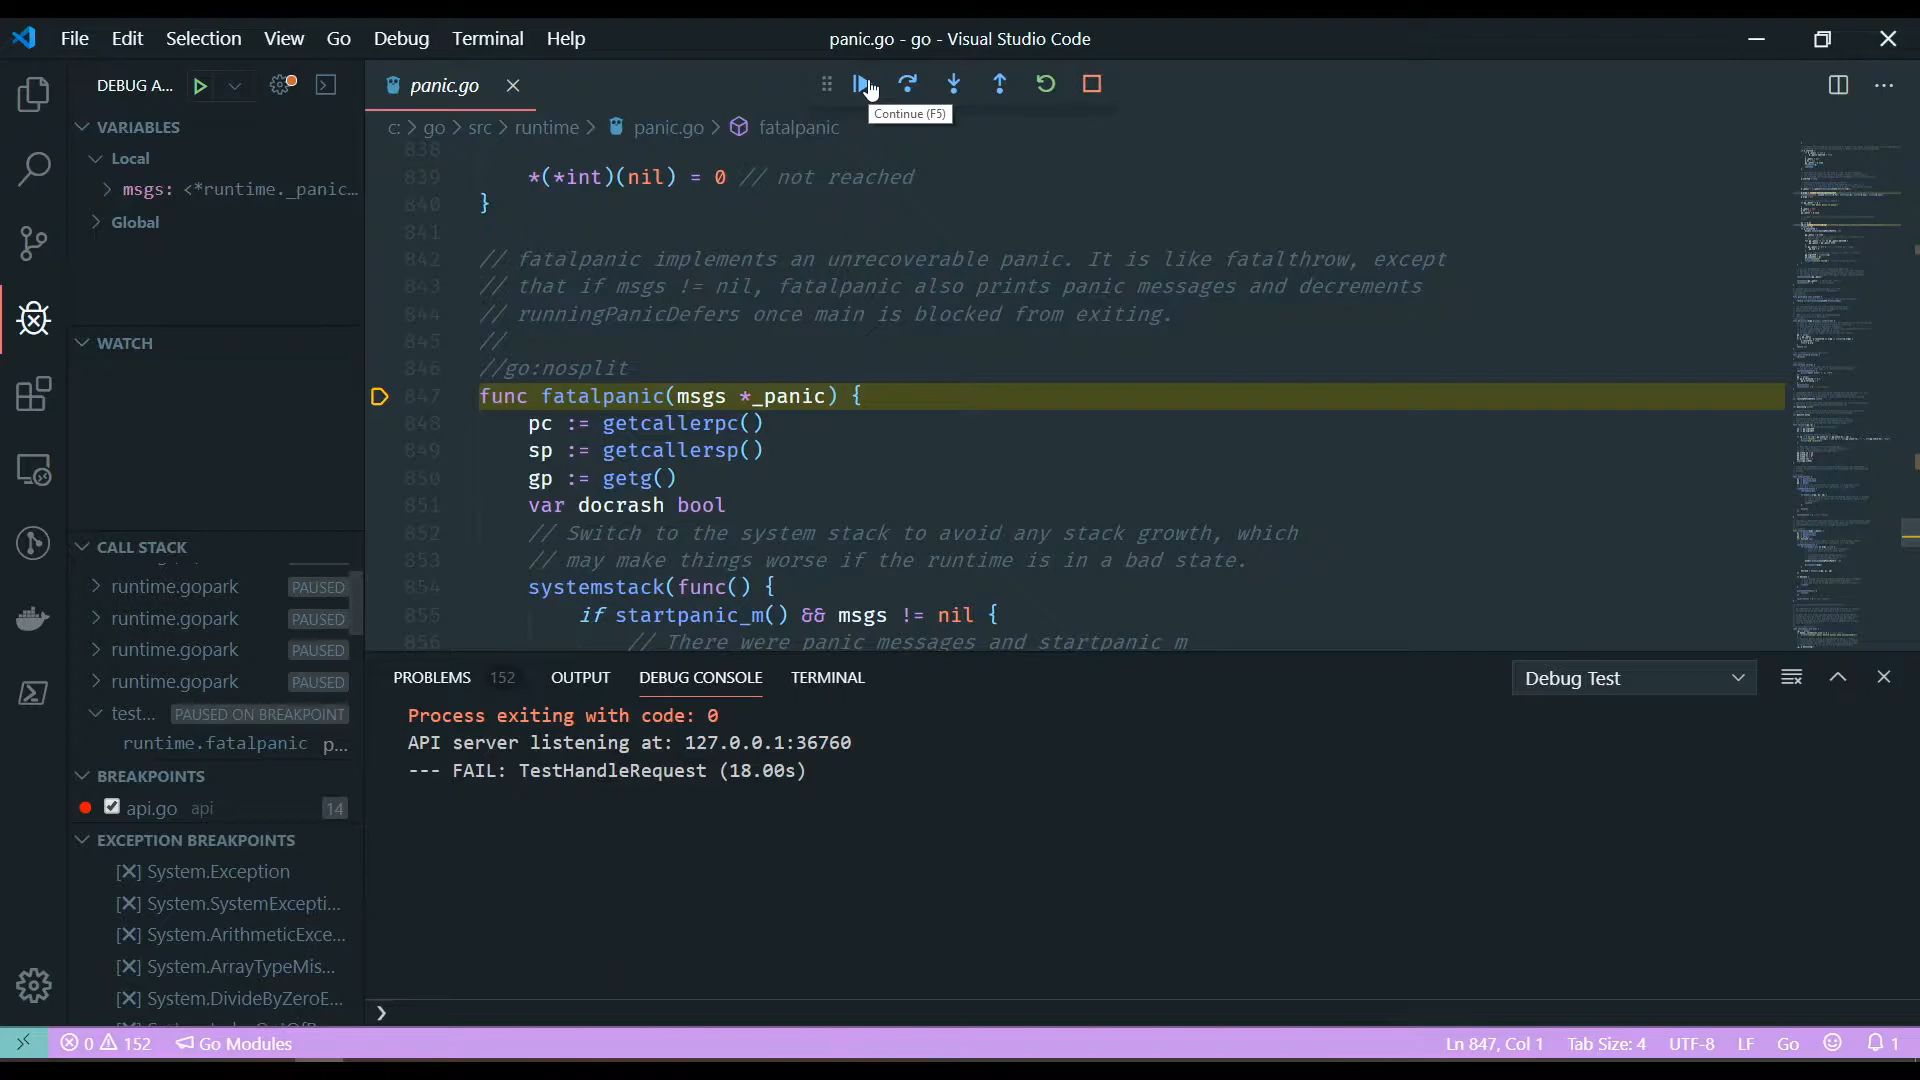 File Edit Selection View Go Debug Terminal Help
panic.go - go - Visual Studio Code
DEBUG A...
panic.go
Continue (F5)
c: > go > src > runtime > panic.go > fatalpanic
VARIABLES
Local
msgs: <*runtime._panic...
Global
WATCH
CALL STACK
runtime.gopark PAUSED
runtime.gopark PAUSED
runtime.gopark PAUSED
runtime.gopark PAUSED
test... PAUSED ON BREAKPOINT
runtime.fatalpanic p...
BREAKPOINTS
api.go api 14
EXCEPTION BREAKPOINTS
[X] System.Exception
[X] System.SystemExcepti...
[X] System.ArithmeticExce...
[X] System.ArrayTypeMis...
[X] System.DivideByZeroE...
838
839 *(*int)(nil) = 0 // not reached
840 }
841
842 // fatalpanic implements an unrecoverable panic. It is like fatalthrow, except
843 // that if msgs != nil, fatalpanic also prints panic messages and decrements
844 // runningPanicDefers once main is blocked from exiting.
845 //
846 //go:nosplit
847 func fatalpanic(msgs *_panic) {
848 pc := getcallerpc()
849 sp := getcallersp()
850 gp := getg()
851 var docrash bool
852 // Switch to the system stack to avoid any stack growth, which
853 // may make things worse if the runtime is in a bad state.
854 systemstack(func() {
855 if startpanic_m() && msgs != nil {
856 // There were panic messages and startpanic_m
PROBLEMS 152 OUTPUT DEBUG CONSOLE TERMINAL
Debug Test
Process exiting with code: 0
API server listening at: 127.0.0.1:36760
--- FAIL: TestHandleRequest (18.00s)
0 152 Go Modules
Ln 847, Col 1 Tab Size: 4 UTF-8 LF Go 1